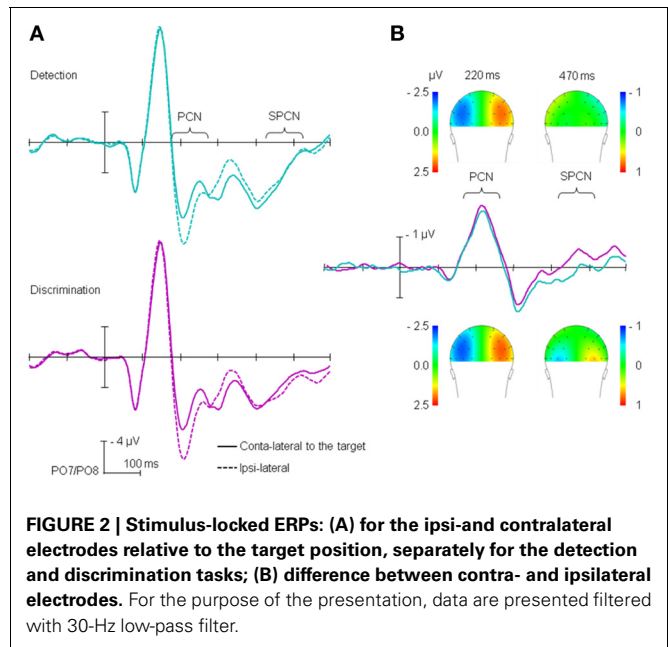 A
B
Detection
PCN
SPCN
Discrimination
- 4 µV
100 ms
PO7/PO8
Conta-lateral to the target
Ipsi-lateral
µV
220 ms
470 ms
- 2.5
0.0
2.5
- 1
0
1
PCN
SPCN
- 1 µV
- 2.5
0.0
2.5
- 1
0
1
FIGURE 2 | Stimulus-locked ERPs: (A) for the ipsi-and contralateral
electrodes relative to the target position, separately for the detection
and discrimination tasks; (B) difference between contra- and ipsilateral
electrodes. For the purpose of the presentation, data are presented filtered
with 30-Hz low-pass filter.